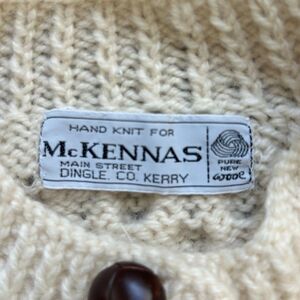 HAND KNIT FOR
McKENNAS
MAIN STREET
DINGLE. CO. KERRY
PURE
NEW
WOOL